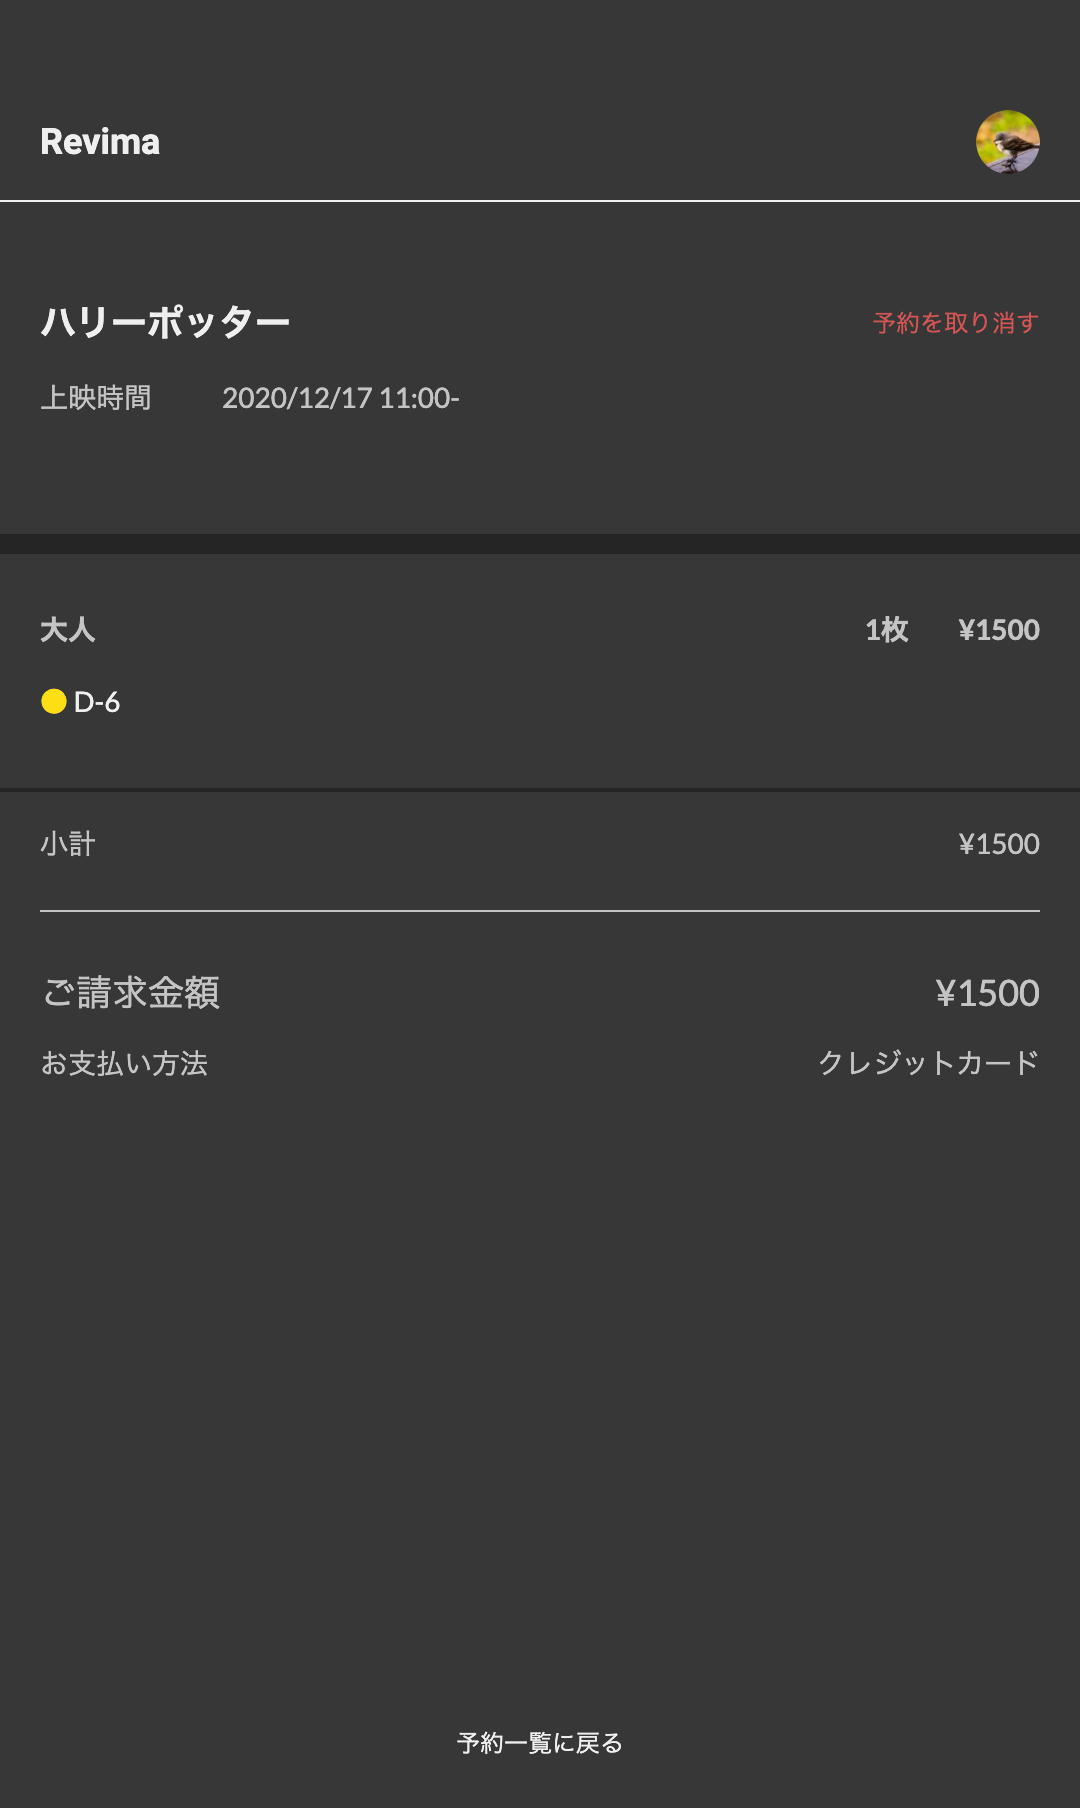 Revima
ハリーポッター 予約を取り消す
上映時間 2020/12/17 11:00-
大人 1枚 ¥1500
D-6
小計 ¥1500
ご請求金額 ¥1500
お支払い方法 クレジットカード
予約一覧に戻る